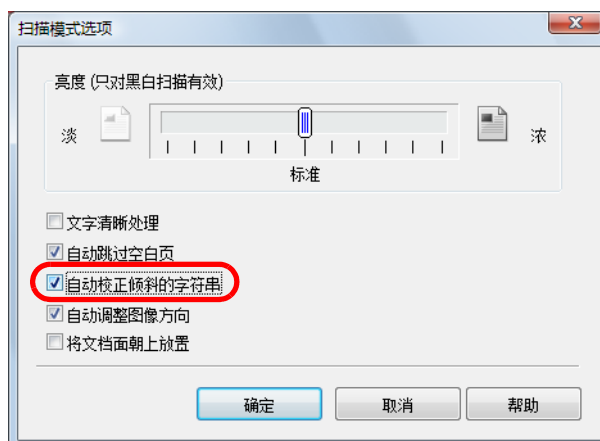 扫描模式选项
亮度 (只对黑白扫描有效)
淡
浓
标准
文字清晰处理
自动跳过空白页
自动校正倾斜的字符串
自动调整图像方向
将文档面朝上放置
确定
取消
帮助